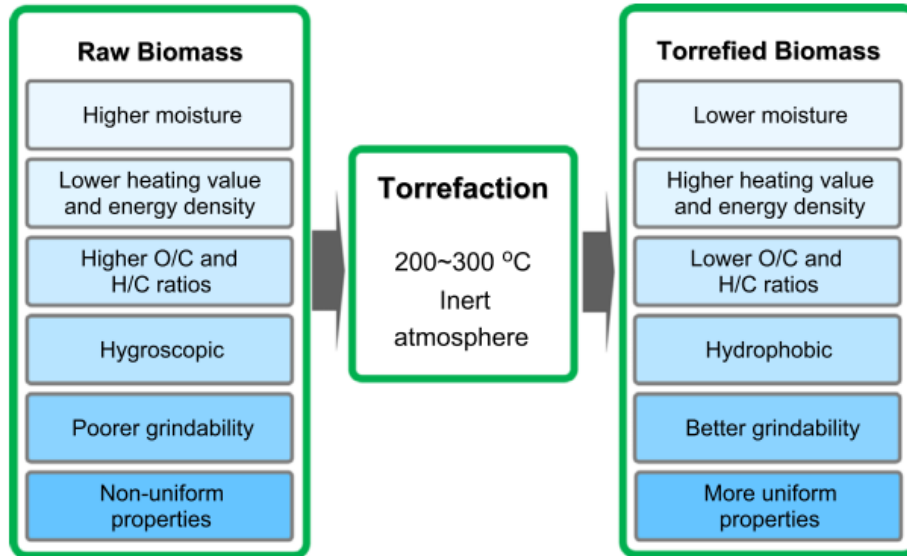 Raw Biomass
Higher moisture
Lower heating value
and energy density
Higher O/C and
H/C ratios
Hygroscopic
Poorer grindability
Non-uniform
properties
Torrefaction
200~300 °C
Inert
atmosphere
Torrefied Biomass
Lower moisture
Higher heating value
and energy density
Lower O/C and
H/C ratios
Hydrophobic
Better grindability
More uniform
properties